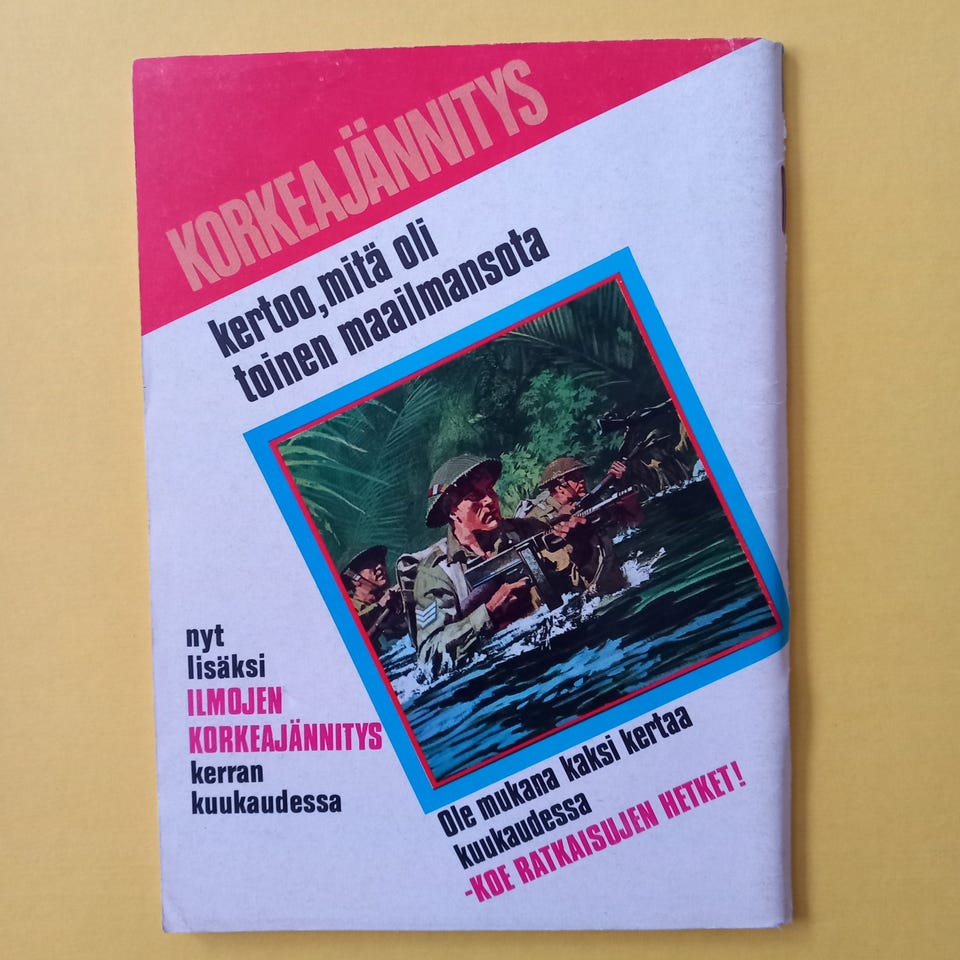 KORKEAJÄNNITYS
kertoo, mitä oli
toinen maailmansota
nyt
lisäksi
ILMOJEN
KORKEAJÄNNITYS
kerran
kuukaudessa
Ole mukana kaksi kertaa
kuukaudessa
-KOE RATKAISUJEN HETKET!